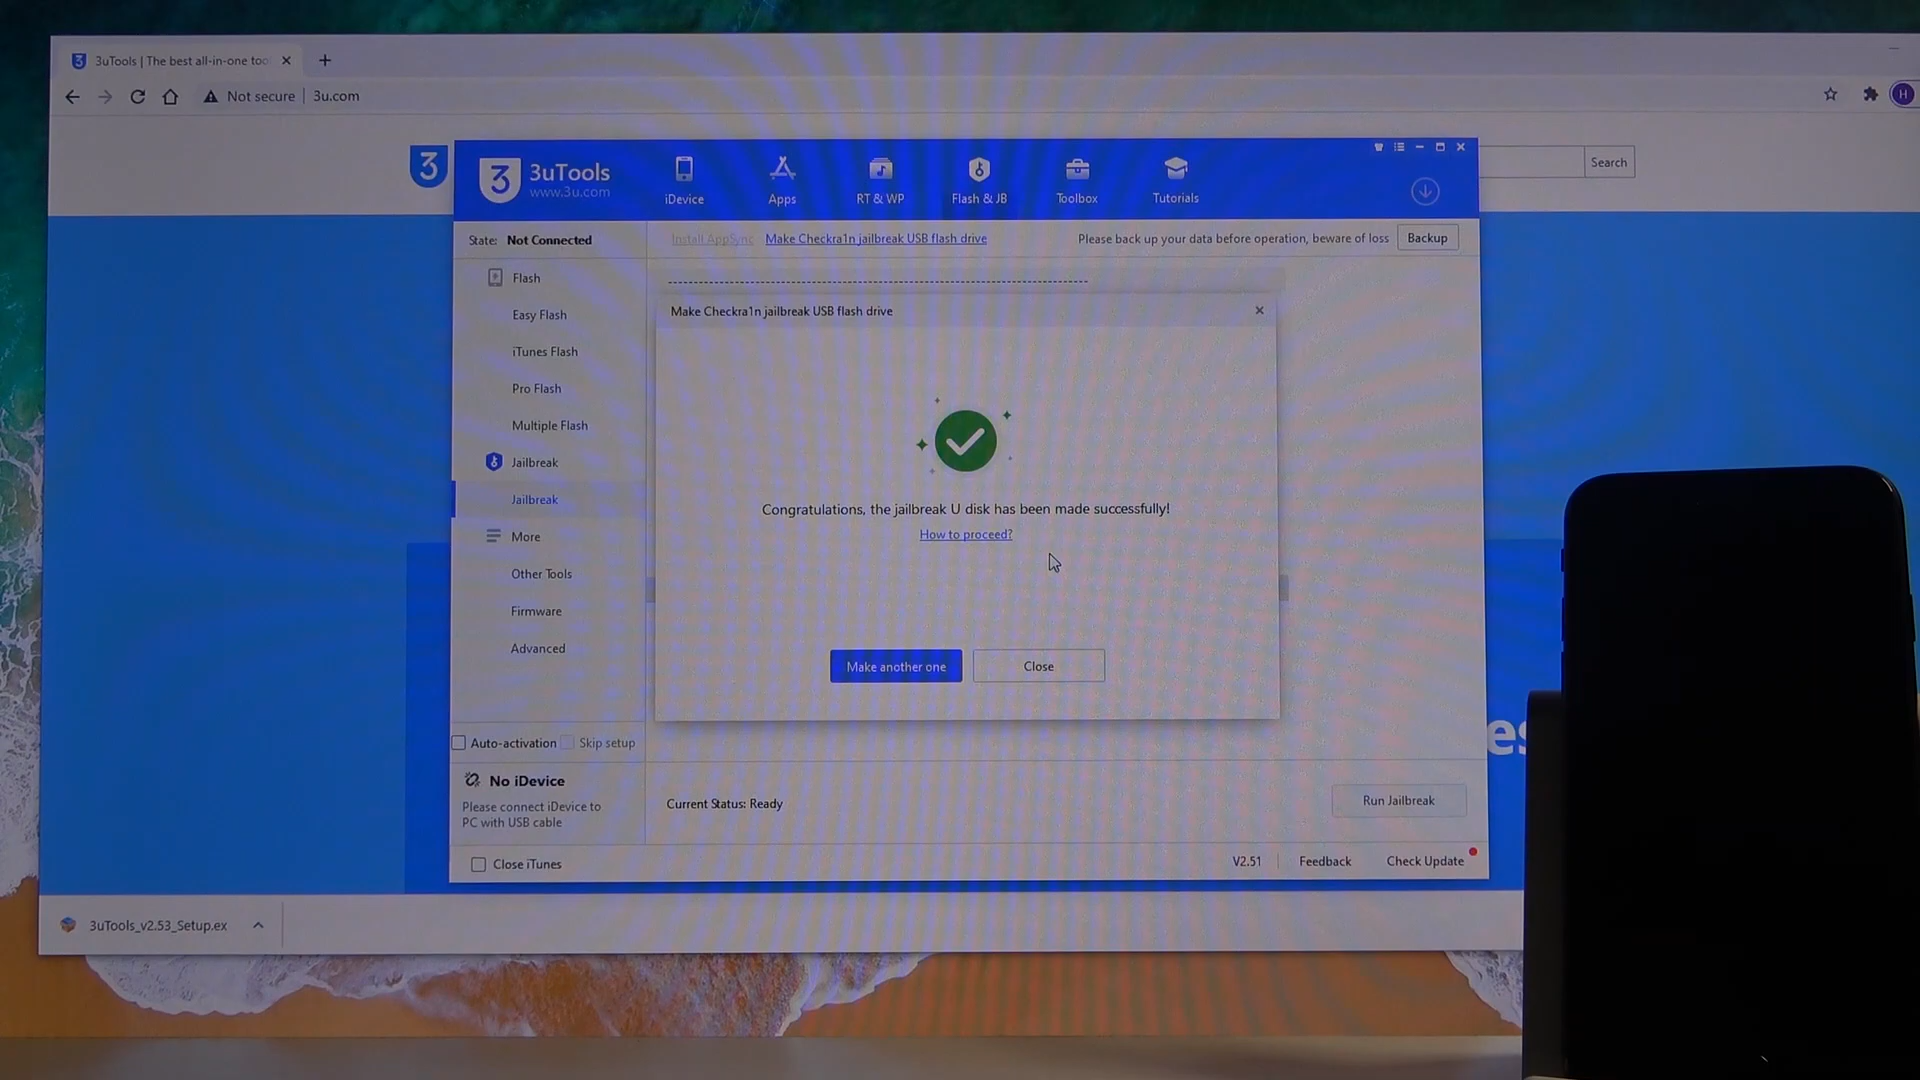 3uTools | The best all-in-one too
Not secure
3u.com
H
3
Search
3
3uTools
www.3u.com
iDevice
Apps
RT & WP
Flash & JB
Toolbox
Tutorials
State: Not Connected
Install AppSync
Make Checkra1n jailbreak USB flash drive
Please back up your data before operation, beware of loss
Backup
Flash
Easy Flash
iTunes Flash
Pro Flash
Multiple Flash
Jailbreak
Jailbreak
More
Other Tools
Firmware
Advanced
Make Checkra1n jailbreak USB flash drive
Congratulations, the jailbreak U disk has been made successfully!
How to proceed?
Make another one
Close
es
Auto-activation
Skip setup
No iDevice
Please connect iDevice to
PC with USB cable
Current Status: Ready
Run Jailbreak
Close iTunes
V2.51
Feedback
Check Update
3uTools_v2.53_Setup.ex